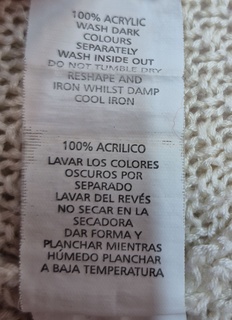 100% ACRYLIC
WASH DARK
COLOURS
SEPARATELY
WASH INSIDE OUT
DO NOT TUMBLE DRY
RESHAPE AND
IRON WHILST DAMP
COOL IRON
100% ACRILICO
LAVAR LOS COLORES
OSCUROS POR
SEPARADO
LAVAR DEL REVÉS
NO SECAR EN LA
SECADORA
DAR FORMA Y
PLANCHAR MIENTRAS
HÚMEDO PLANCHAR
A BAJA TEMPERATURA